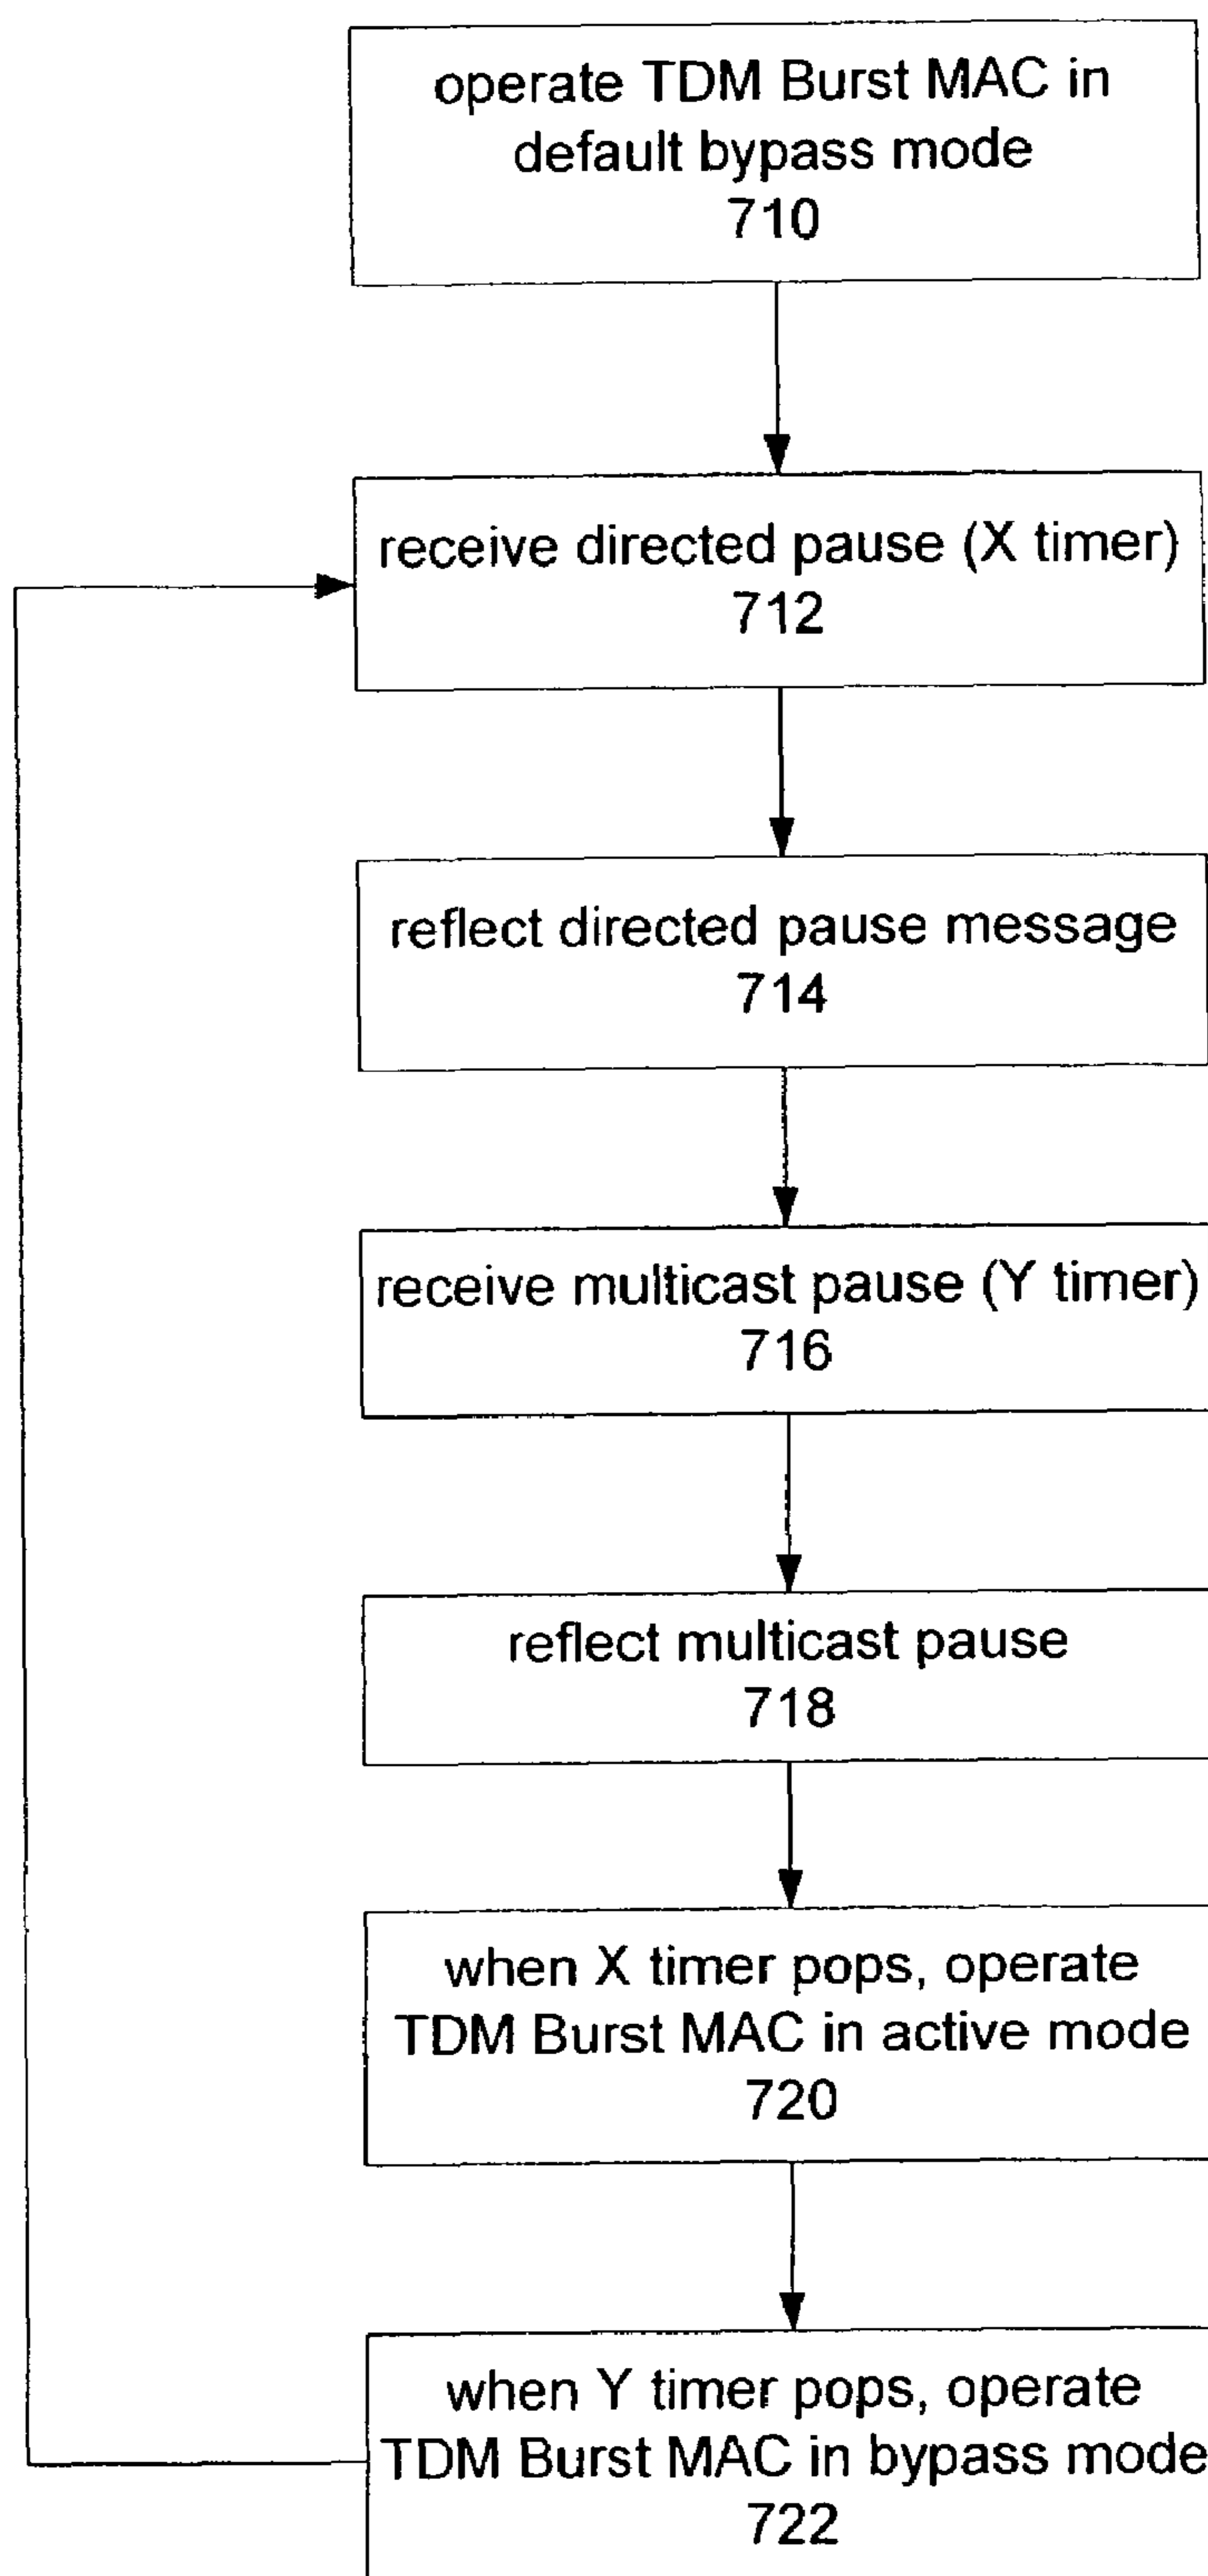 operate TDM Burst MAC in
default bypass mode
710
receive directed pause (X timer)
712
reflect directed pause message
714
receive multicast pause (Y timer)
716
reflect multicast pause
718
when X timer pops, operate
TDM Burst MAC in active mode
720
when Y timer pops, operate
TDM Burst MAC in bypass mode
722